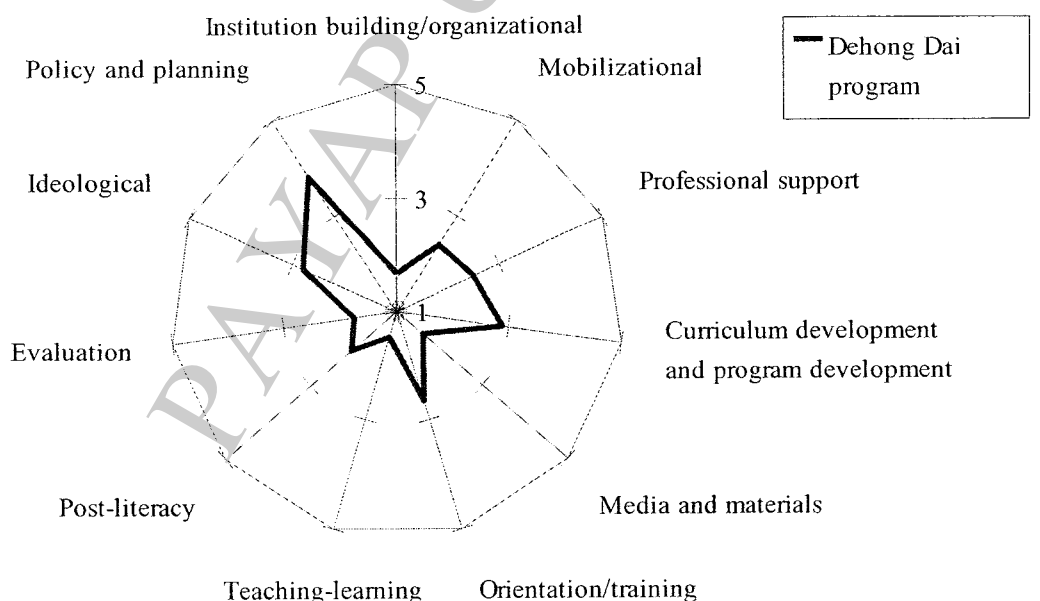 Institution building/organizational
Policy and planning
Mobilizational
Dehong Dai
program
5
Ideological
3
Professional support
1
Evaluation
Curriculum development
and program development
Post-literacy
Media and materials
Teaching-learning
Orientation/training
PAYAP